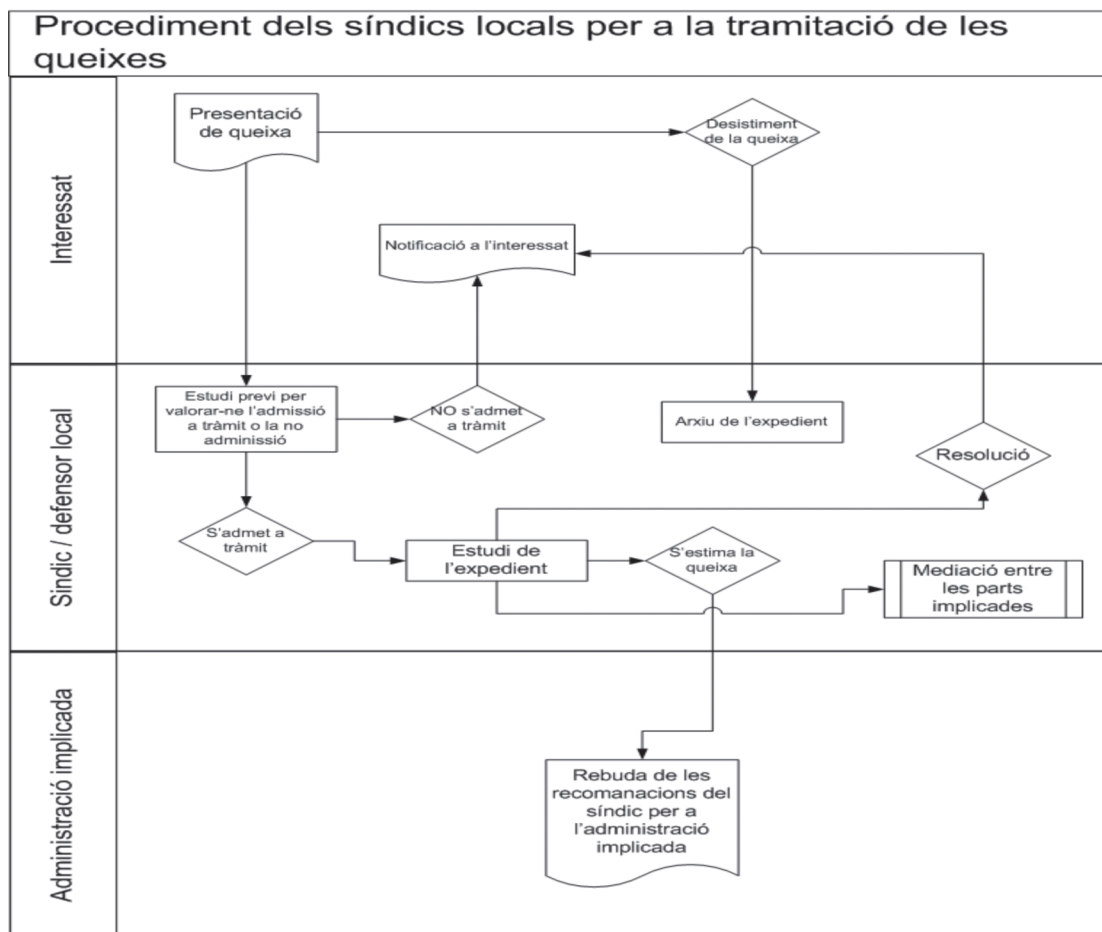 Procediment dels síndics locals per a la tramitació de les
queixes
Interessat
Presentació
de queixa
Desistiment
de la queixa
Notificació a l'interessat
Síndic / defensor local
Estudi previ per
valorar-ne l'admissió
a tràmit o la no
adminissió
NO s'admet
a tràmit
Arxiu de l'expedient
Resolució
S'admet a
tràmit
Estudi de
l'expedient
S'estima la
queixa
Mediació entre
les parts
implicades
Administració implicada
Rebuda de les
recomanacions del
síndic per a
l'administració
implicada